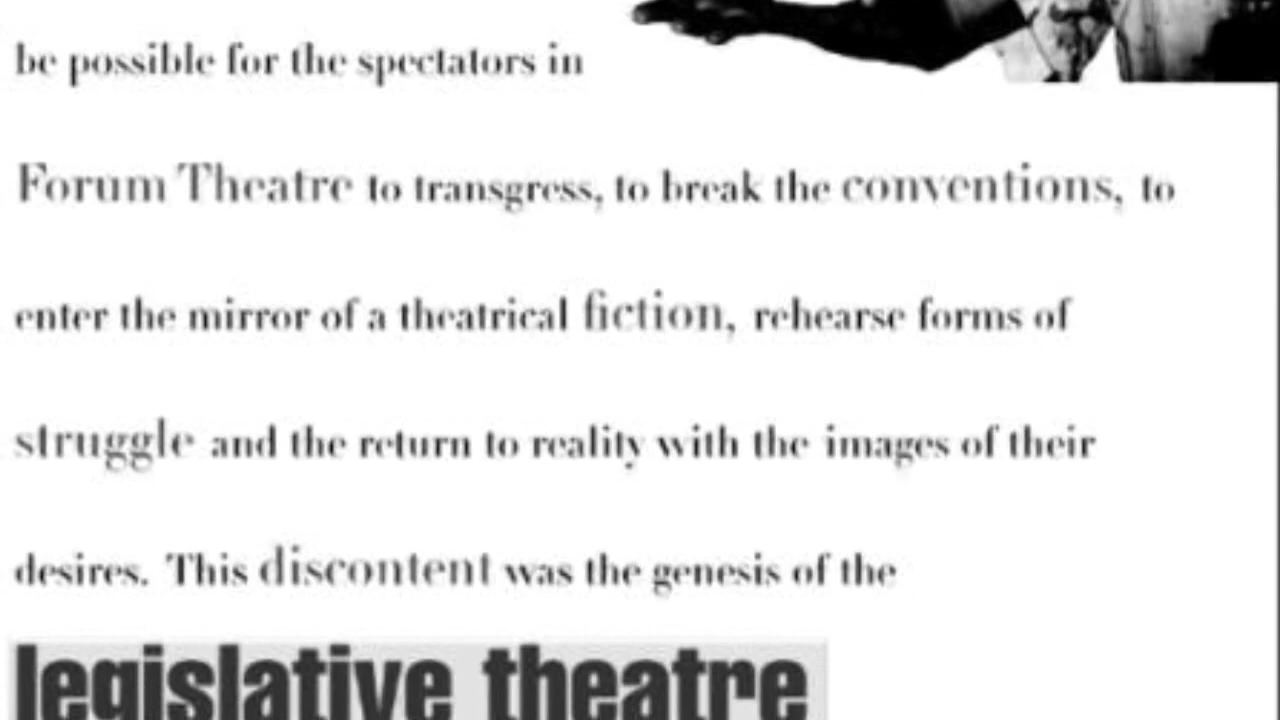 be possible for the spectators in
Forum Theatre to transgress, to break the conventions, to
enter the mirror of a theatrical fiction, rehearse forms of
struggle and the return to reality with the images of their
desires. This discontent was the genesis of the
legislative theatre